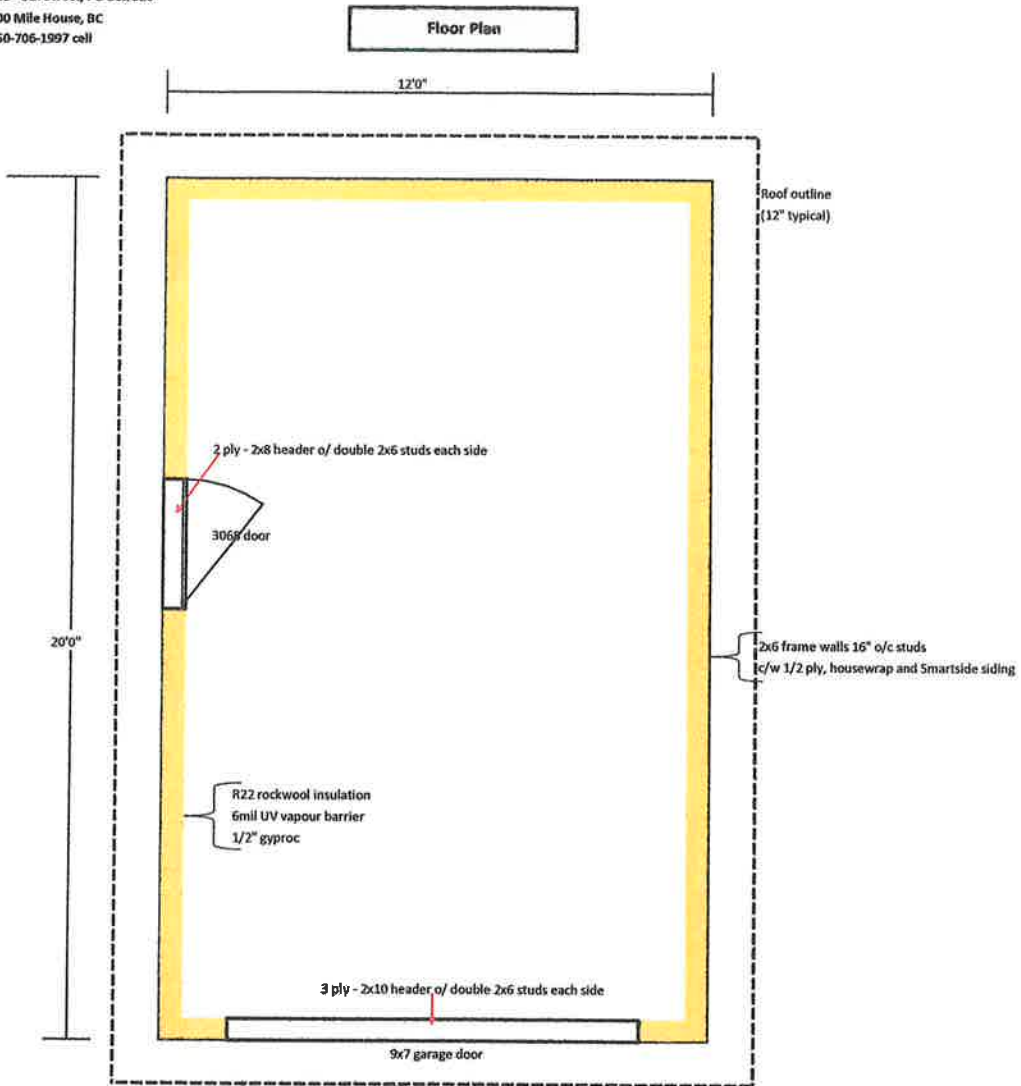 00 Mile House, BC
50-706-1997 cell
Floor Plan
12'0"
Roof outline
(12" typical)
2 ply - 2x8 header o/ double 2x6 studs each side
3068 door
20'0"
2x6 frame walls 16" o/c studs
c/w 1/2 ply, housewrap and Smartside siding
R22 rockwool insulation
6mil UV vapour barrier
1/2" gyproc
3 ply - 2x10 header o/ double 2x6 studs each side
9x7 garage door